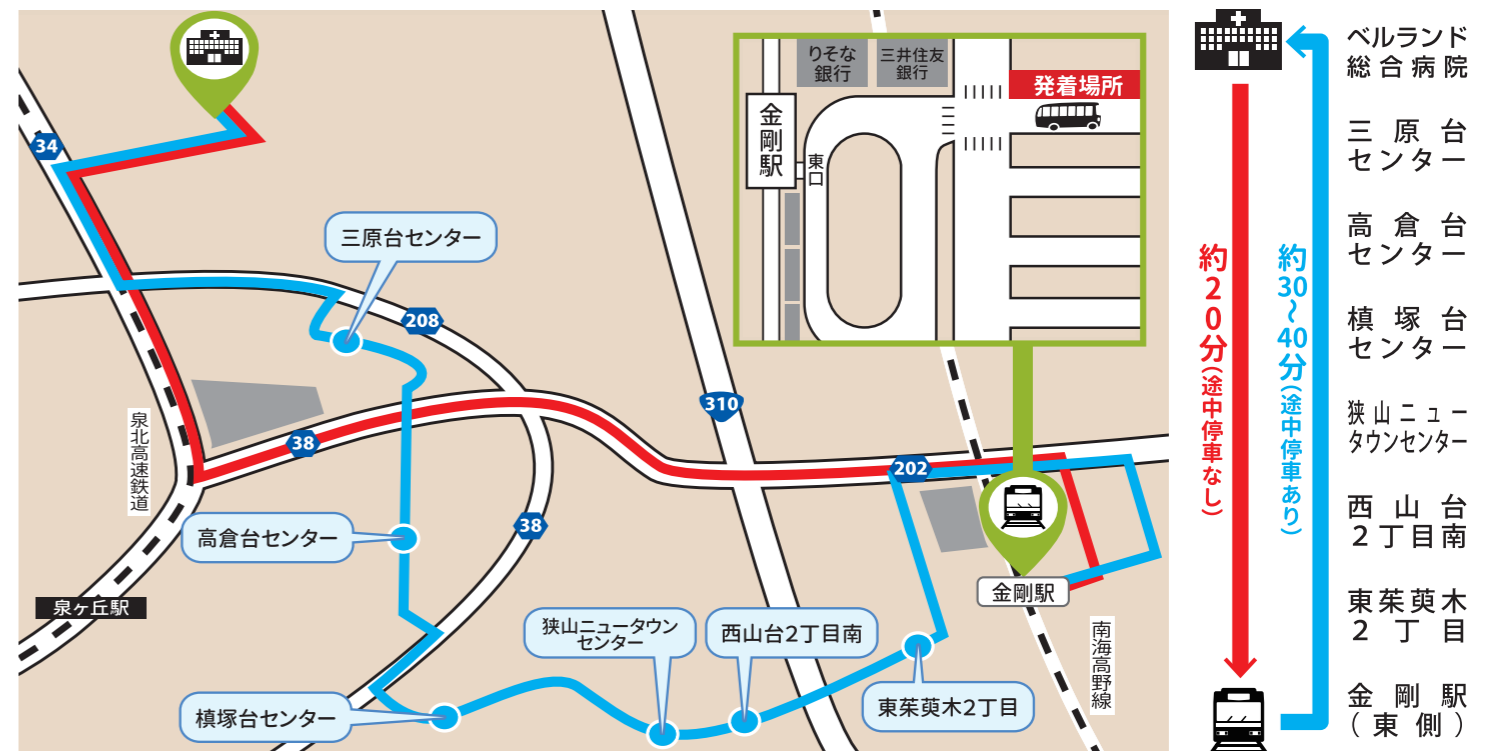 34
三原台センター
208
310
38
泉北高速鉄道
高倉台センター
38
泉ヶ丘駅
槙塚台センター
狭山ニュータウン
センター
西山台2丁目南
東茱萸木2丁目
202
金剛駅
南海高野線
りそな
銀行
三井住友
銀行
発着場所
金剛駅
東口
約20分(途中停車なし)
約30~40分(途中停車あり)
ベルランド
総合病院
三原台
センター
高倉台
センター
槙塚台
センター
狭山ニュー
タウンセンター
西山台
2丁目南
東茱萸木
2丁目
金剛駅
(東側)